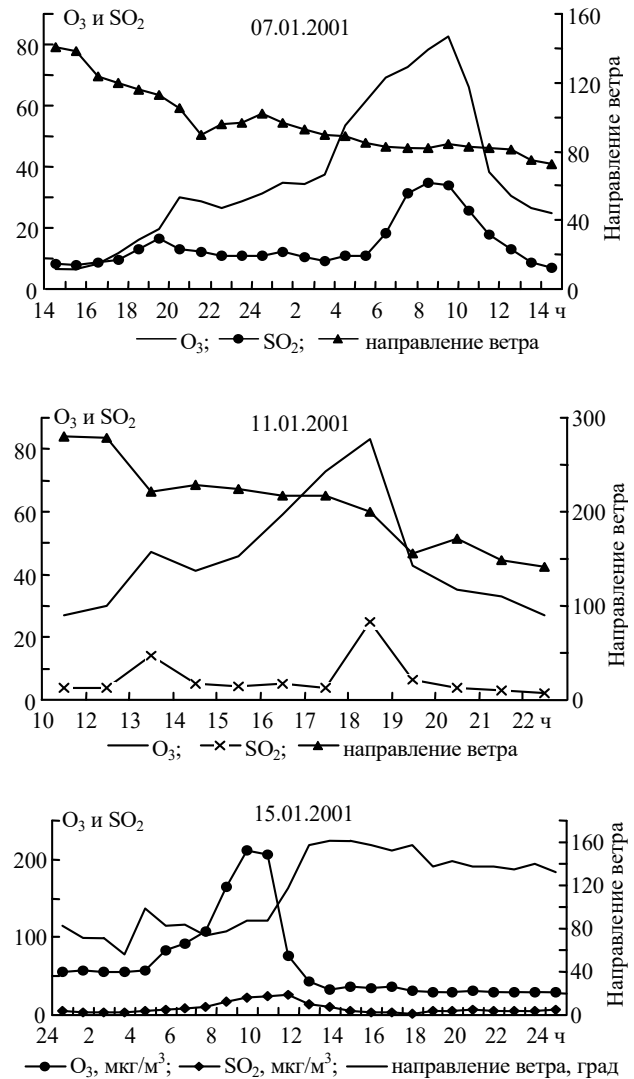 O₃ и SO₂ 07.01.2001
80 60 40 20 0
160 120 80 40 0
Направление ветра
14 16 18 20 22 24 2 4 6 8 10 14 ч
O₃; SO₂; направление ветра
O₃ и SO₂ 11.01.2001
80 60 40 20 0
300 200 100 0
Направление ветра
10 12 13 14 15 16 17 18 19 20 21 22 ч
O₃; SO₂; направление ветра
O₃ и SO₂ 15.01.2001
200 100 0
160 120 80 40 0
Направление ветра
24 2 4 6 8 10 12 14 16 18 20 22 24 ч
O₃, мкг/м³; SO₂, мкг/м³; направление ветра, град